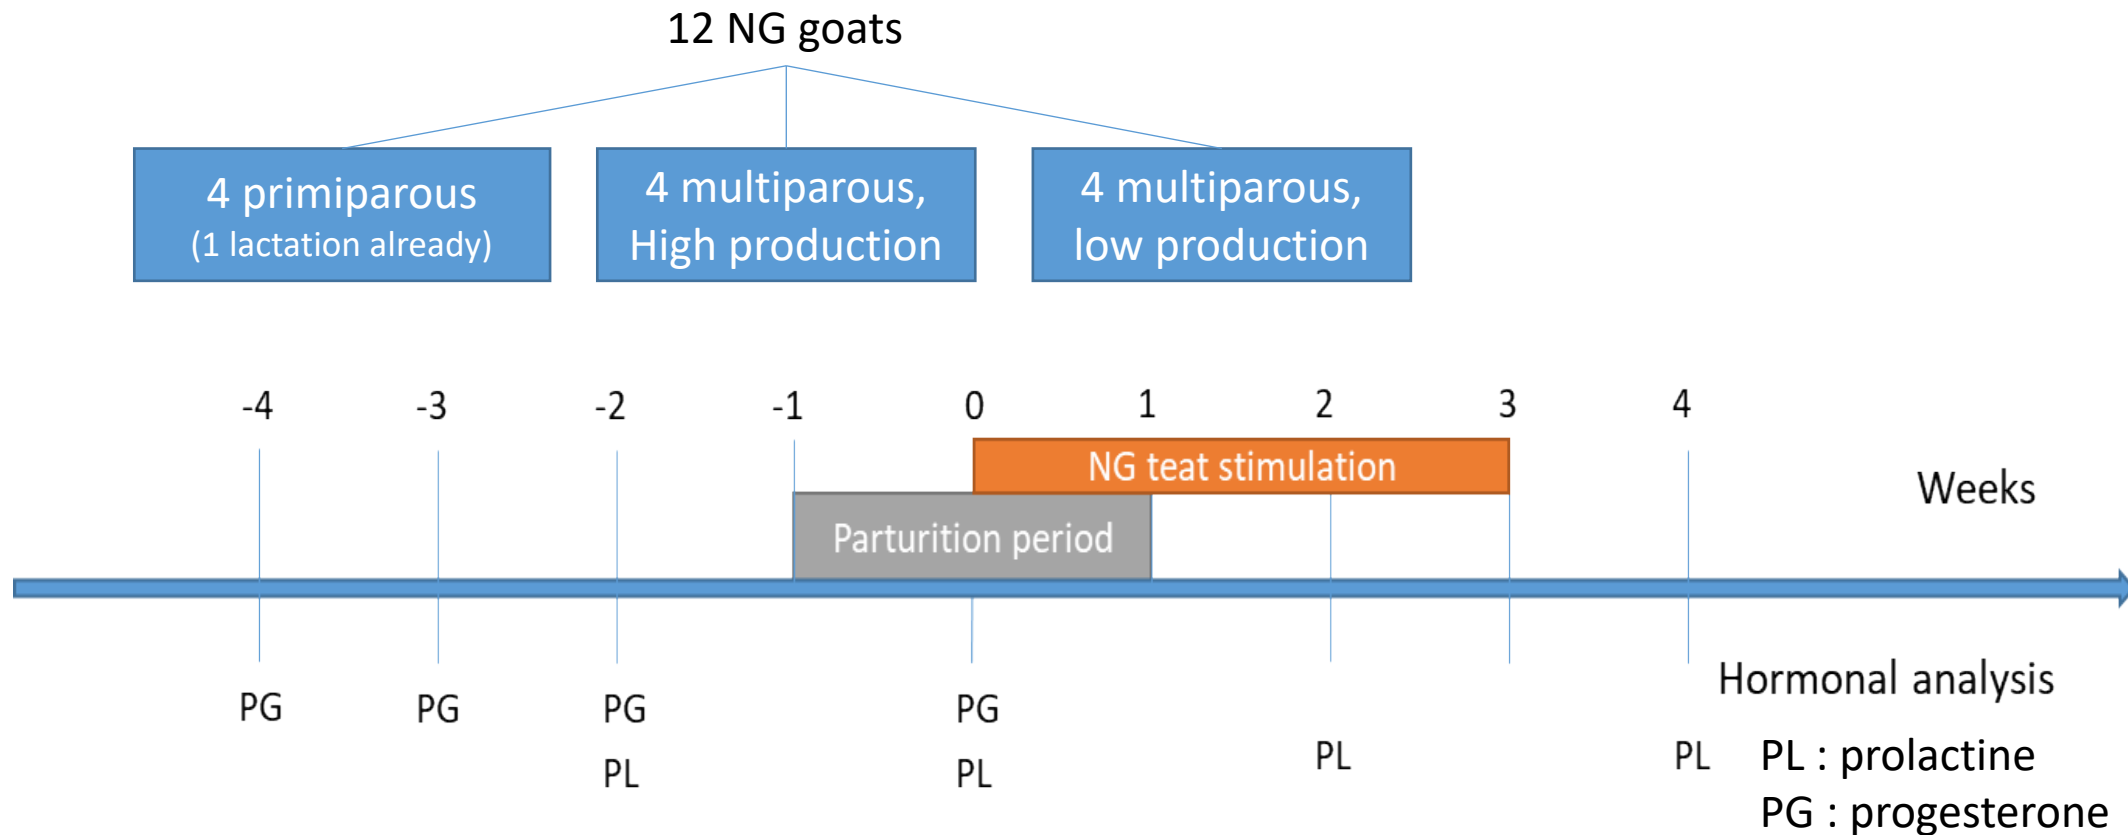 12 NG goats
4 primiparous
(1 lactation already)
4 multiparous,
High production
4 multiparous,
low production
-4 -3 -2 -1 0 1 2 3 4
NG teat stimulation
Weeks
Parturition period
Hormonal analysis
PG PG PG PG
PL PL PL PL
PL : prolactine
PG : progesterone